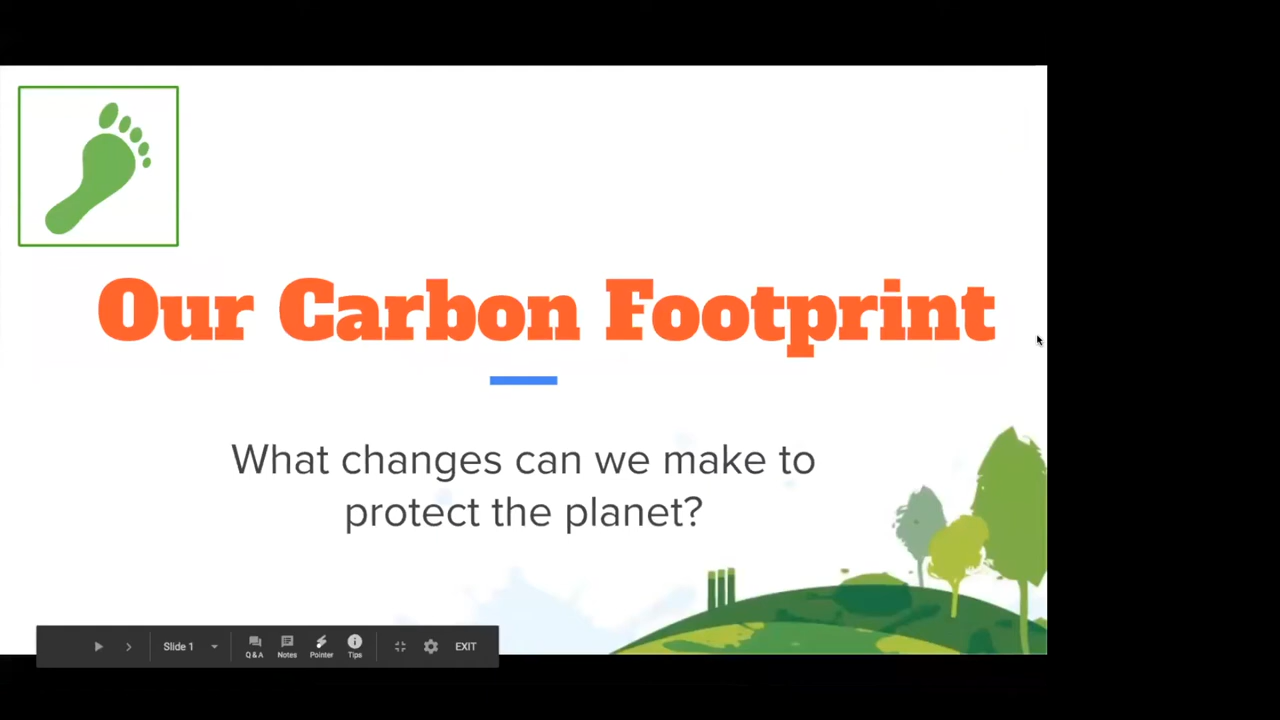 Our Carbon Footprint
What changes can we make to
protect the planet?
Slide 1
Q & A
Notes
Pointer
Tips
EXIT